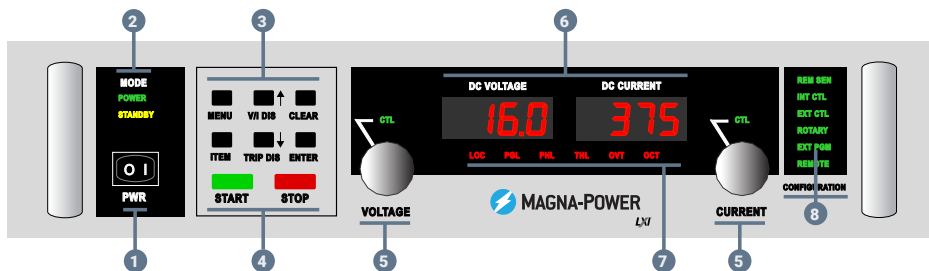 2
3
6
MODE
POWER
STANDBY
O I
PWR
MENU V/I DIS CLEAR
ITEM TRIP DIS ENTER
START STOP
CTL
VOLTAGE
DC VOLTAGE DC CURRENT
16.0 375
LOC PGL PHL THL OVT OCT
MAGNA-POWER
LXI
CTL
CURRENT
REM SEN
INT CTL
EXT CTL
ROTARY
EXT PGM
REMOTE
CONFIGURATION
8
1
4
5
7
5